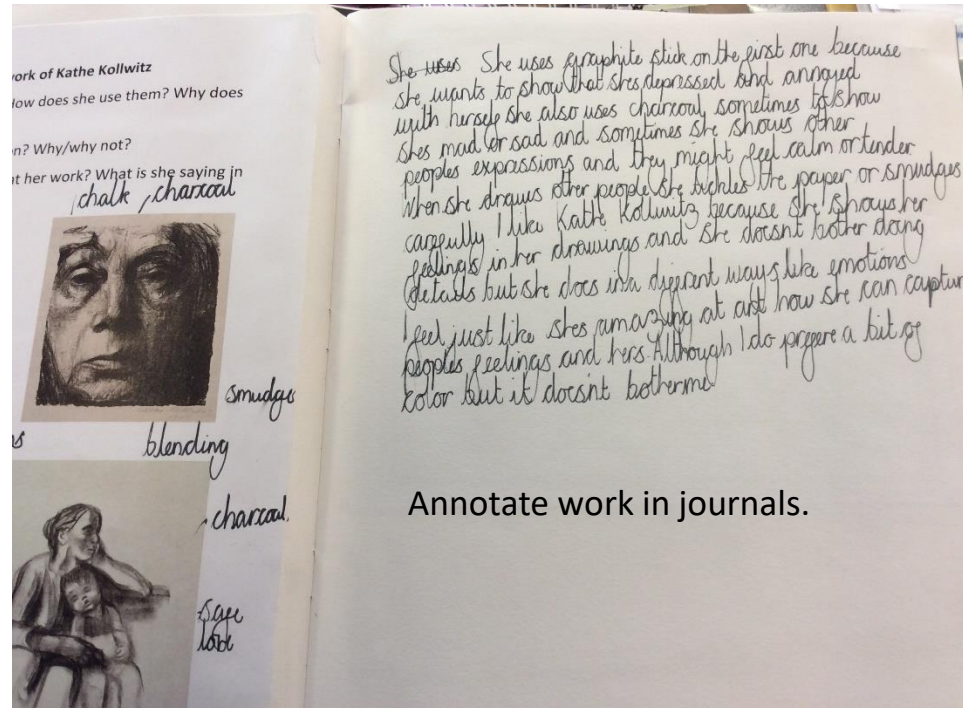 ork of Kathe Kollwitz
ow does she use them? Why does
n? Why/why not?
t her work? What is she saying in
chalk, charcoal
smudge
s
blending
charcoal.
safe
love
She uses She uses graphite stick on the first one because
she wants to show that shes depressed and annoyed
with herself she also uses charcoal sometimes to show
shes mad or sad and sometimes she shows other
peoples expressions and they might feel calm or tender
When she draws other people she tickles the paper or smudges
carefully I like Kathe Kollwitz because she shows her
feelings in her drawings and she doesnt bother doing
details but she does in a different ways like emotions
I feel just like shes amazing at art how she can captur
peoples feelings and hers. Although I do prefere a bit of
color but it doesnt bother me
Annotate work in journals.